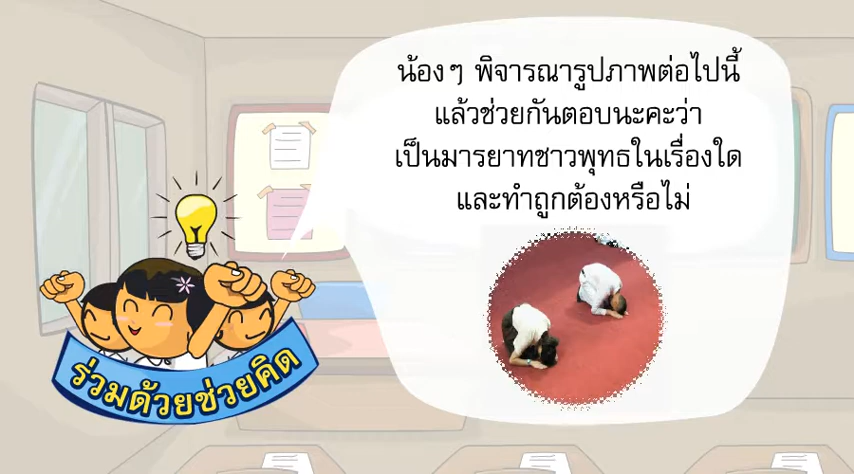 น้องๆ พิจารณารูปภาพต่อไปนี้
แล้วช่วยกันตอบนะคะว่า
เป็นมารยาทชาวพุทธในเรื่องใด
และทำถูกต้องหรือไม่
ร่วมด้วยช่วยคิด